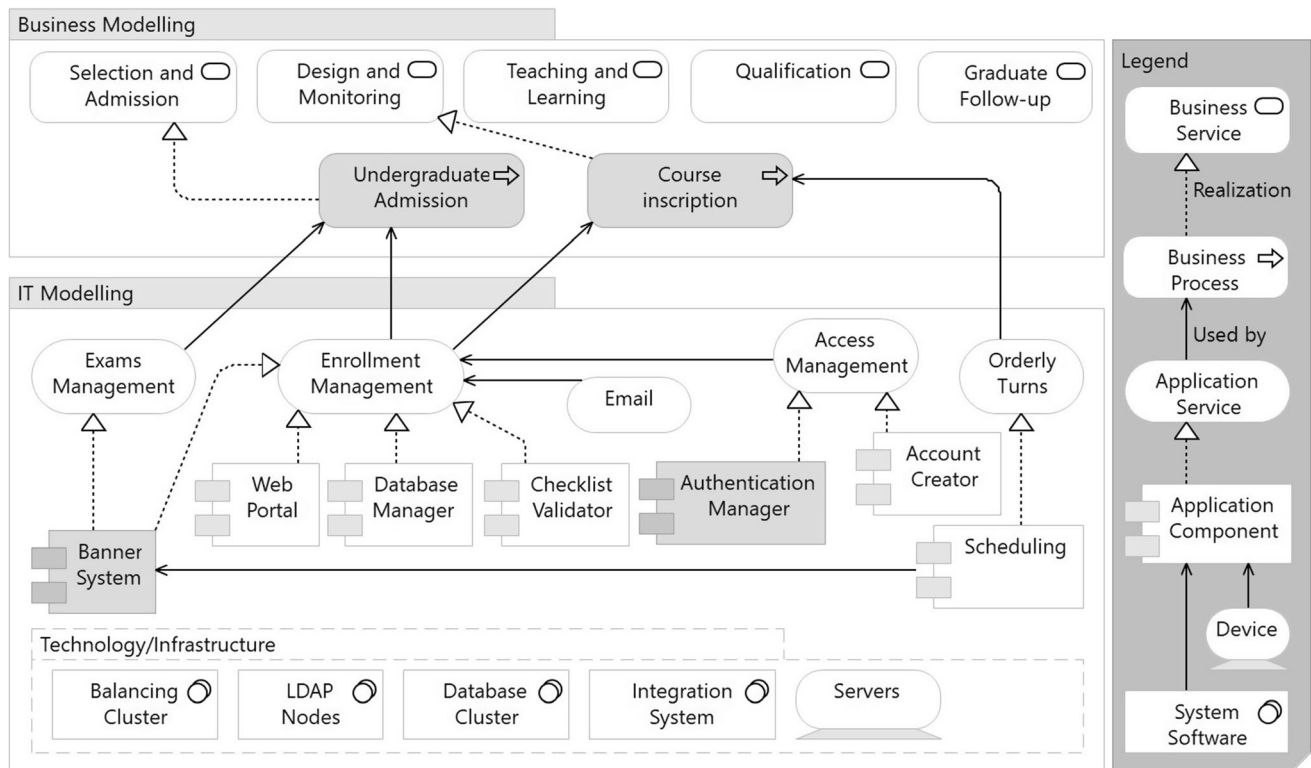 Business Modelling
Selection and
Admission
Design and
Monitoring
Teaching and
Learning
Qualification
Graduate
Follow-up
Undergraduate
Admission
Course
inscription
IT Modelling
Exams
Management
Enrollment
Management
Email
Access
Management
Orderly
Turns
Web
Portal
Database
Manager
Checklist
Validator
Authentication
Manager
Account
Creator
Banner
System
Scheduling
Technology/Infrastructure
Balancing
Cluster
LDAP
Nodes
Database
Cluster
Integration
System
Servers
Legend
Business
Service
Realization
Business
Process
Used by
Application
Service
Application
Component
Device
System
Software